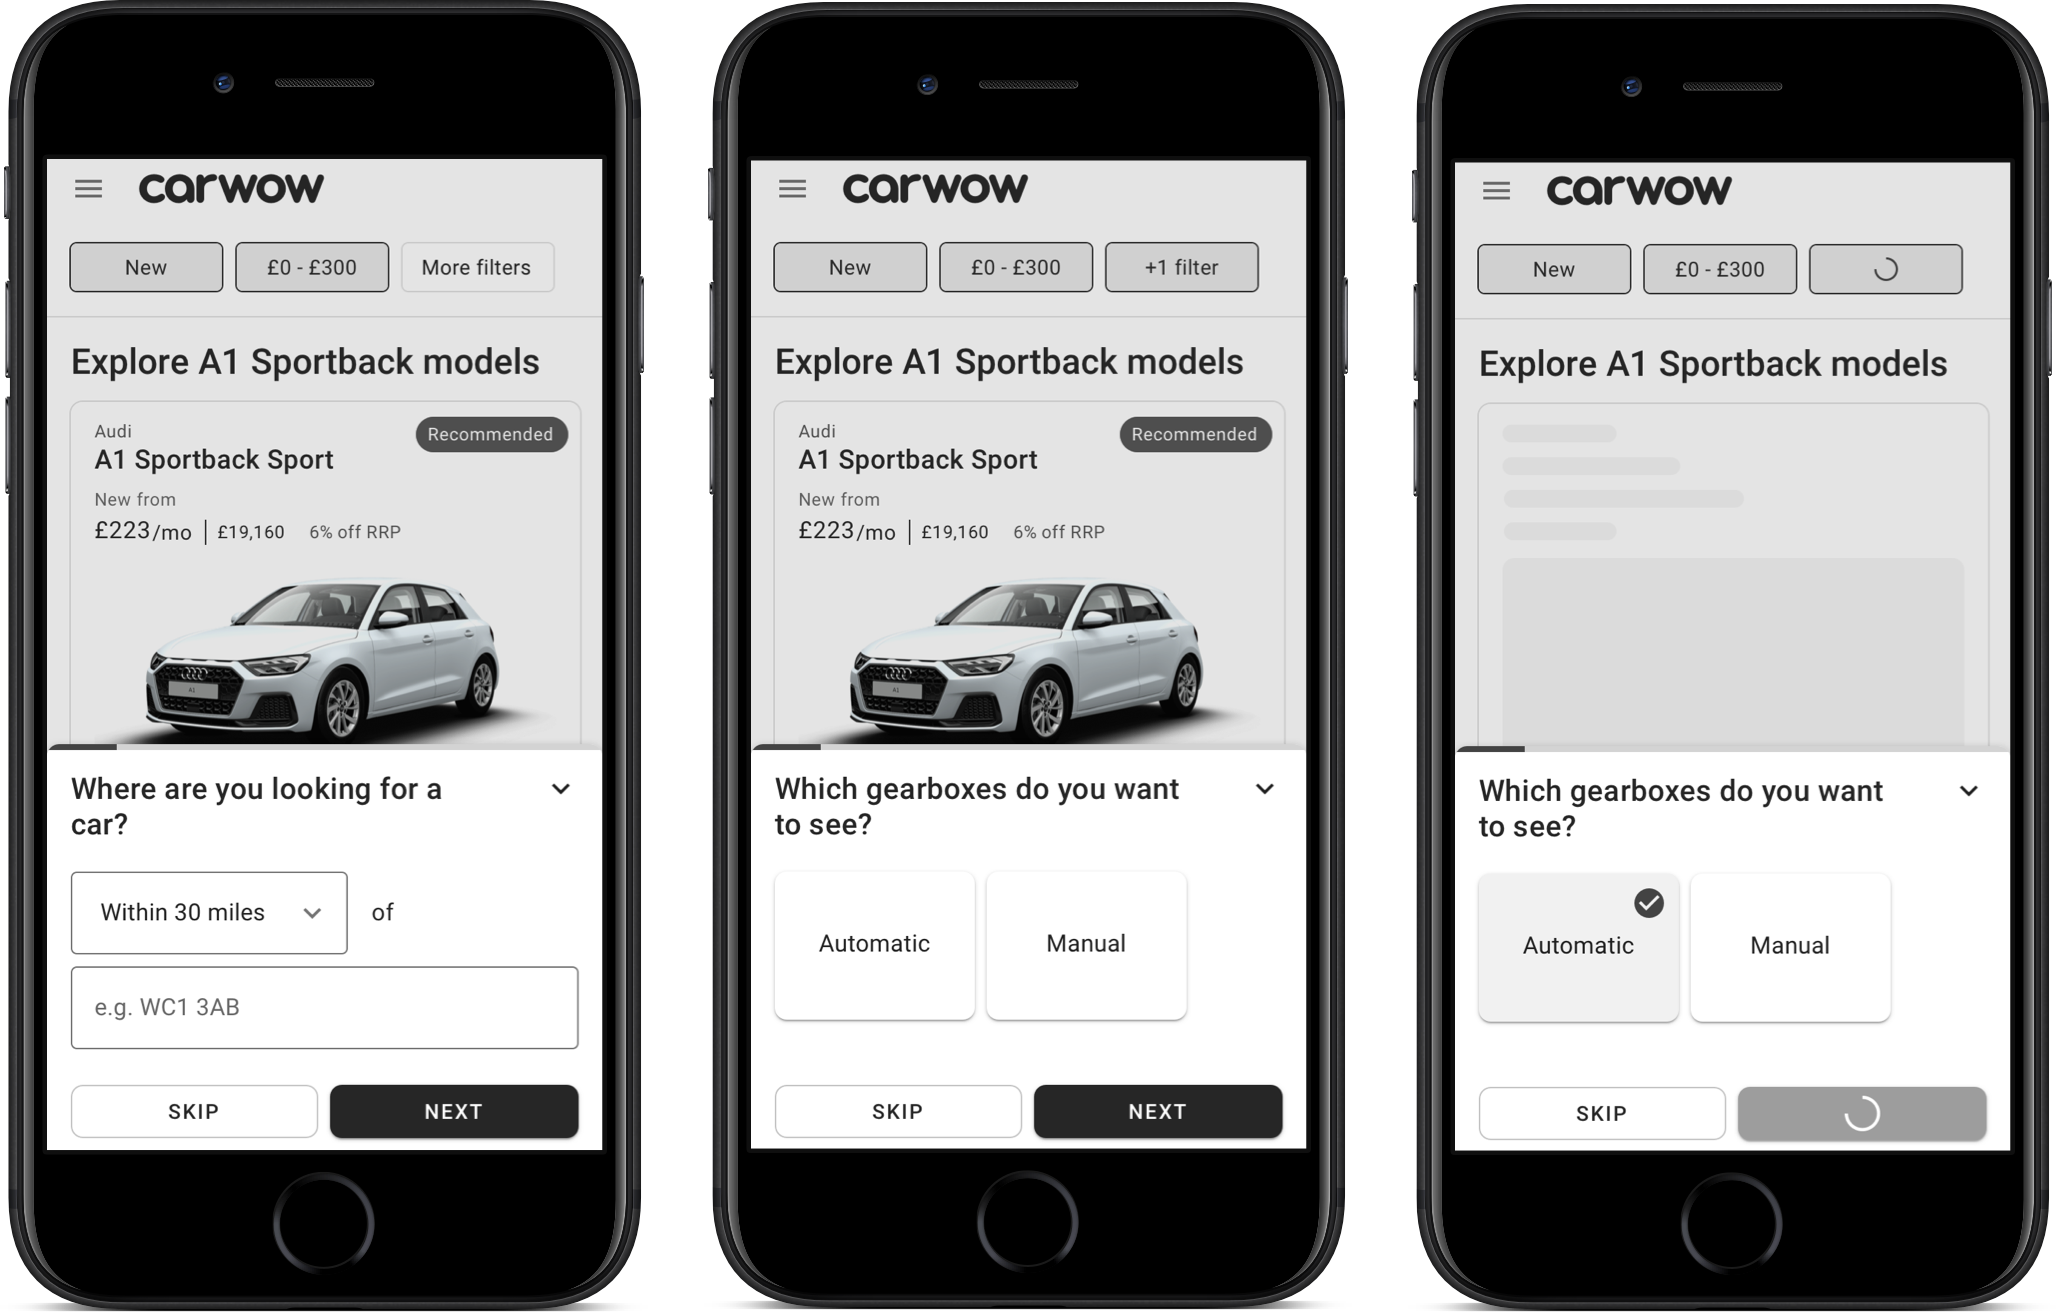 carwow
New
£0 - £300
More filters
Explore A1 Sportback models
Audi
Recommended
A1 Sportback Sport
New from
£223/mo | £19,160 6% off RRP
A1
Where are you looking for a
car?
Within 30 miles
of
e.g. WC1 3AB
SKIP
NEXT
carwow
New
£0 - £300
+1 filter
Explore A1 Sportback models
Audi
Recommended
A1 Sportback Sport
New from
£223/mo | £19,160 6% off RRP
A1
Which gearboxes do you want
to see?
Automatic
Manual
SKIP
NEXT
carwow
New
£0 - £300
Explore A1 Sportback models
Which gearboxes do you want
to see?
Automatic
Manual
SKIP